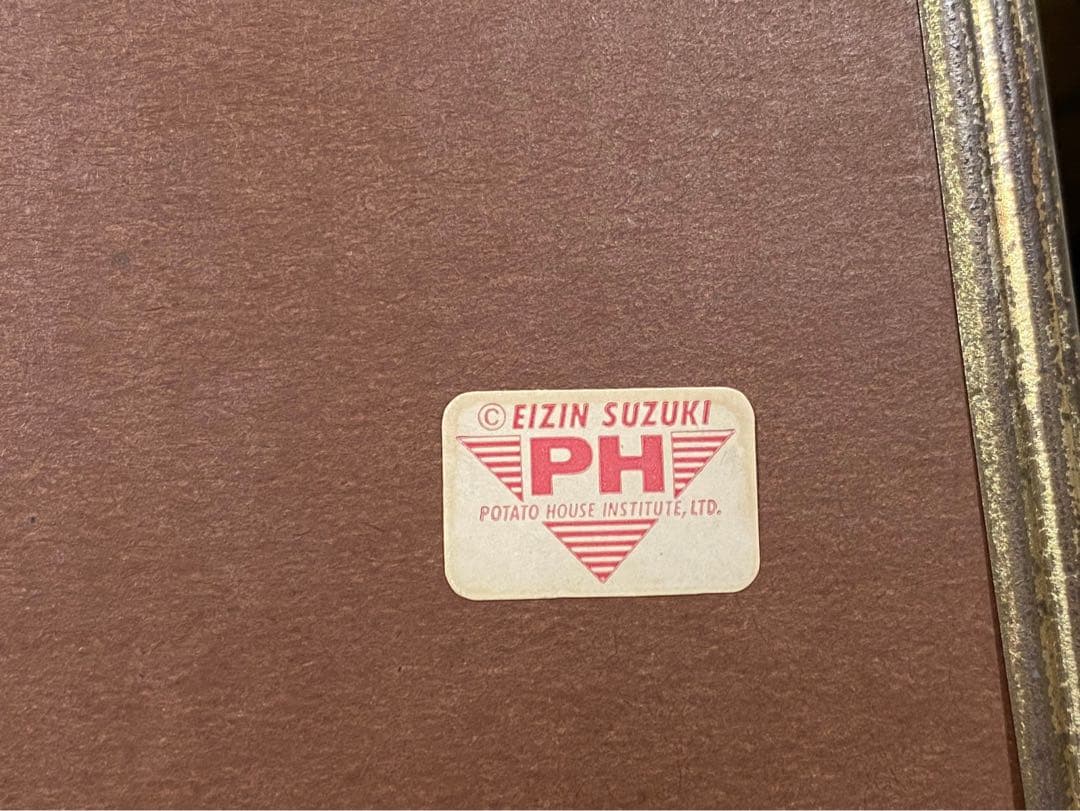 © EIZIN SUZUKI
PH
POTATO HOUSE INSTITUTE, LTD.